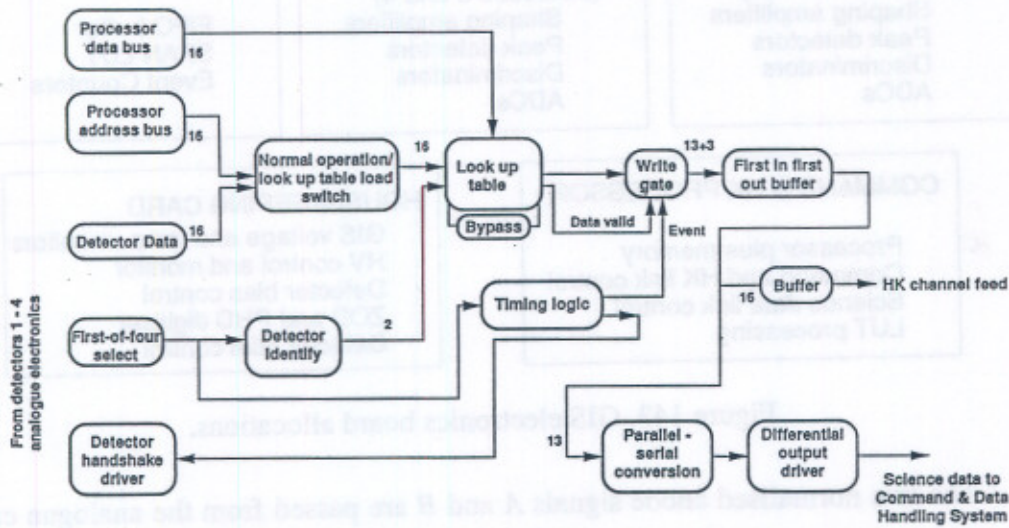 Processor
data bus
16
Processor
address bus
16
Normal operation/
look up table load
switch
16
Look up
table
Bypass
Write
gate
13+3
First in first
out buffer
Data valid
Event
Detector Data
16
Timing logic
16
Buffer
HK channel feed
First-of-four
select
Detector
identify
2
From detectors 1 - 4
analogue electronics
Detector
handshake
driver
13
Parallel -
serial
conversion
Differential
output
driver
Science data to
Command & Data
Handling System